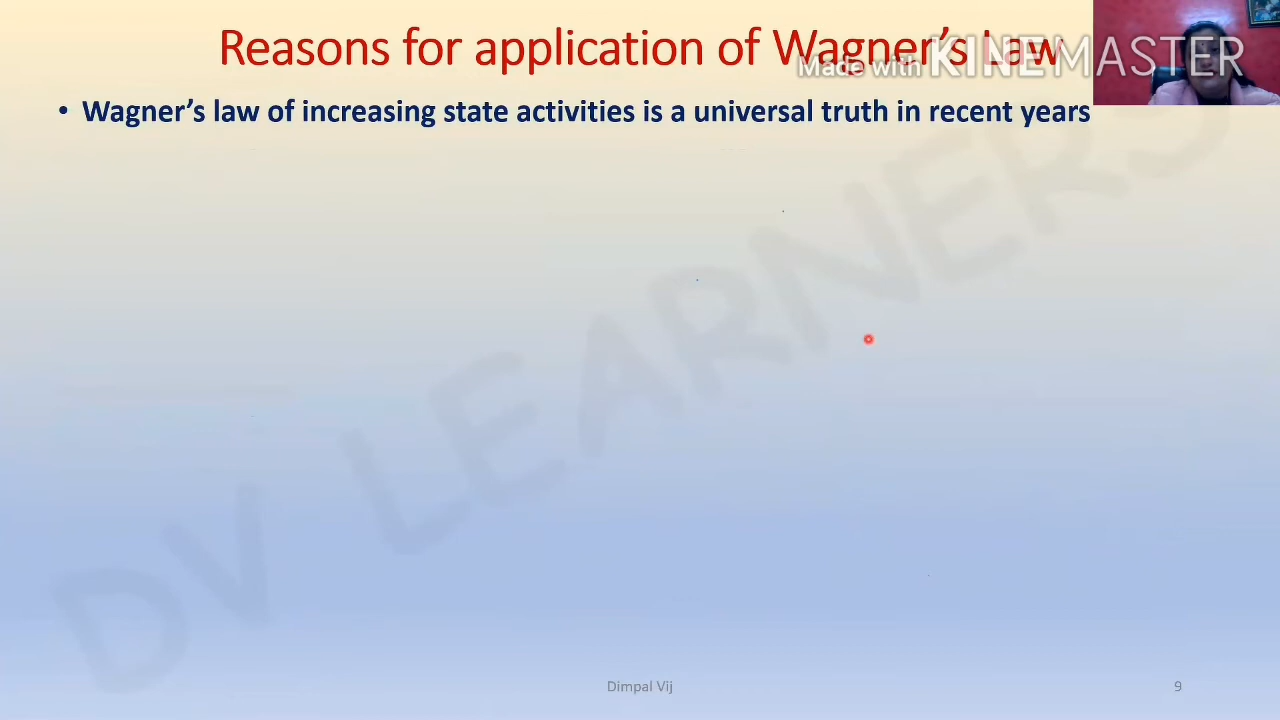 Reasons for application of Wagner's Law
Made with KINEMASTER
• Wagner's law of increasing state activities is a universal truth in recent years
DV LEARNERS
Dimpal Vij
9